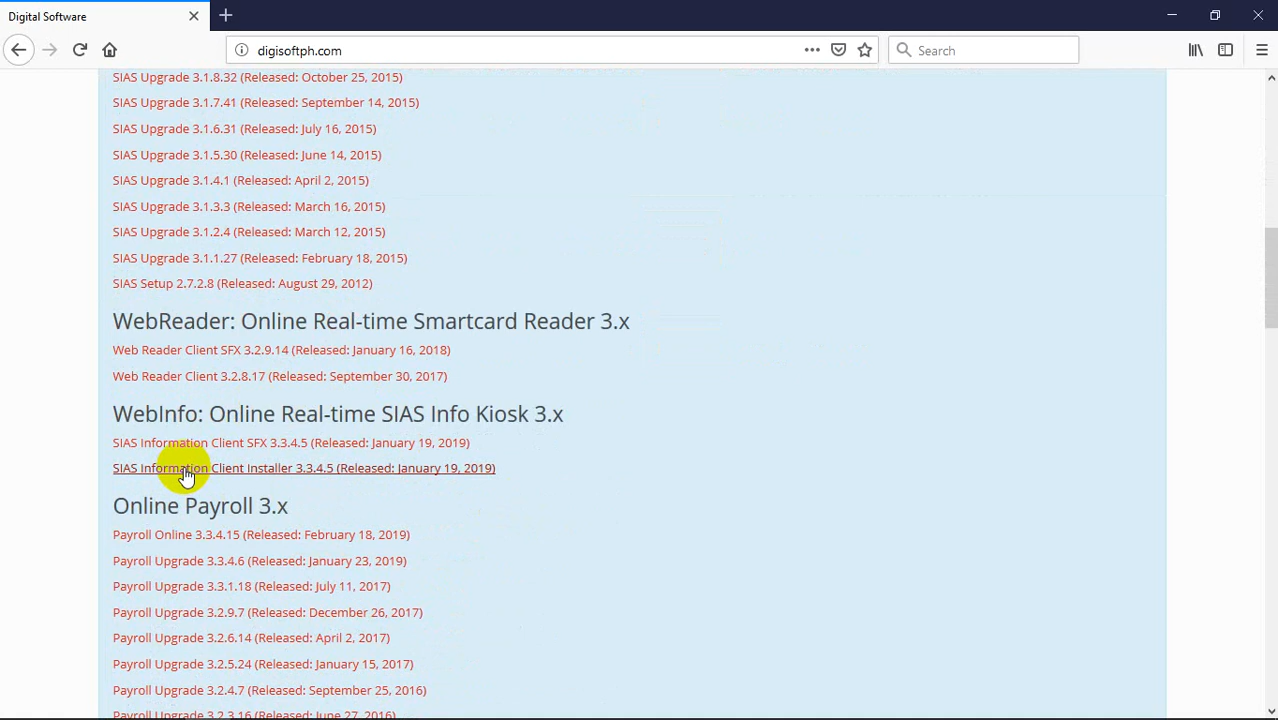 Digital Software
digisoftph.com
Search
SIAS Upgrade 3.1.8.32 (Released: October 25, 2015)
SIAS Upgrade 3.1.7.41 (Released: September 14, 2015)
SIAS Upgrade 3.1.6.31 (Released: July 16, 2015)
SIAS Upgrade 3.1.5.30 (Released: June 14, 2015)
SIAS Upgrade 3.1.4.1 (Released: April 2, 2015)
SIAS Upgrade 3.1.3.3 (Released: March 16, 2015)
SIAS Upgrade 3.1.2.4 (Released: March 12, 2015)
SIAS Upgrade 3.1.1.27 (Released: February 18, 2015)
SIAS Setup 2.7.2.8 (Released: August 29, 2012)
WebReader: Online Real-time Smartcard Reader 3.x
Web Reader Client SFX 3.2.9.14 (Released: January 16, 2018)
Web Reader Client 3.2.8.17 (Released: September 30, 2017)
WebInfo: Online Real-time SIAS Info Kiosk 3.x
SIAS Information Client SFX 3.3.4.5 (Released: January 19, 2019)
SIAS Information Client Installer 3.3.4.5 (Released: January 19, 2019)
Online Payroll 3.x
Payroll Online 3.3.4.15 (Released: February 18, 2019)
Payroll Upgrade 3.3.4.6 (Released: January 23, 2019)
Payroll Upgrade 3.3.1.18 (Released: July 11, 2017)
Payroll Upgrade 3.2.9.7 (Released: December 26, 2017)
Payroll Upgrade 3.2.6.14 (Released: April 2, 2017)
Payroll Upgrade 3.2.5.24 (Released: January 15, 2017)
Payroll Upgrade 3.2.4.7 (Released: September 25, 2016)
Payroll Upgrade 3.2.3.16 (Released: June 27, 2016)